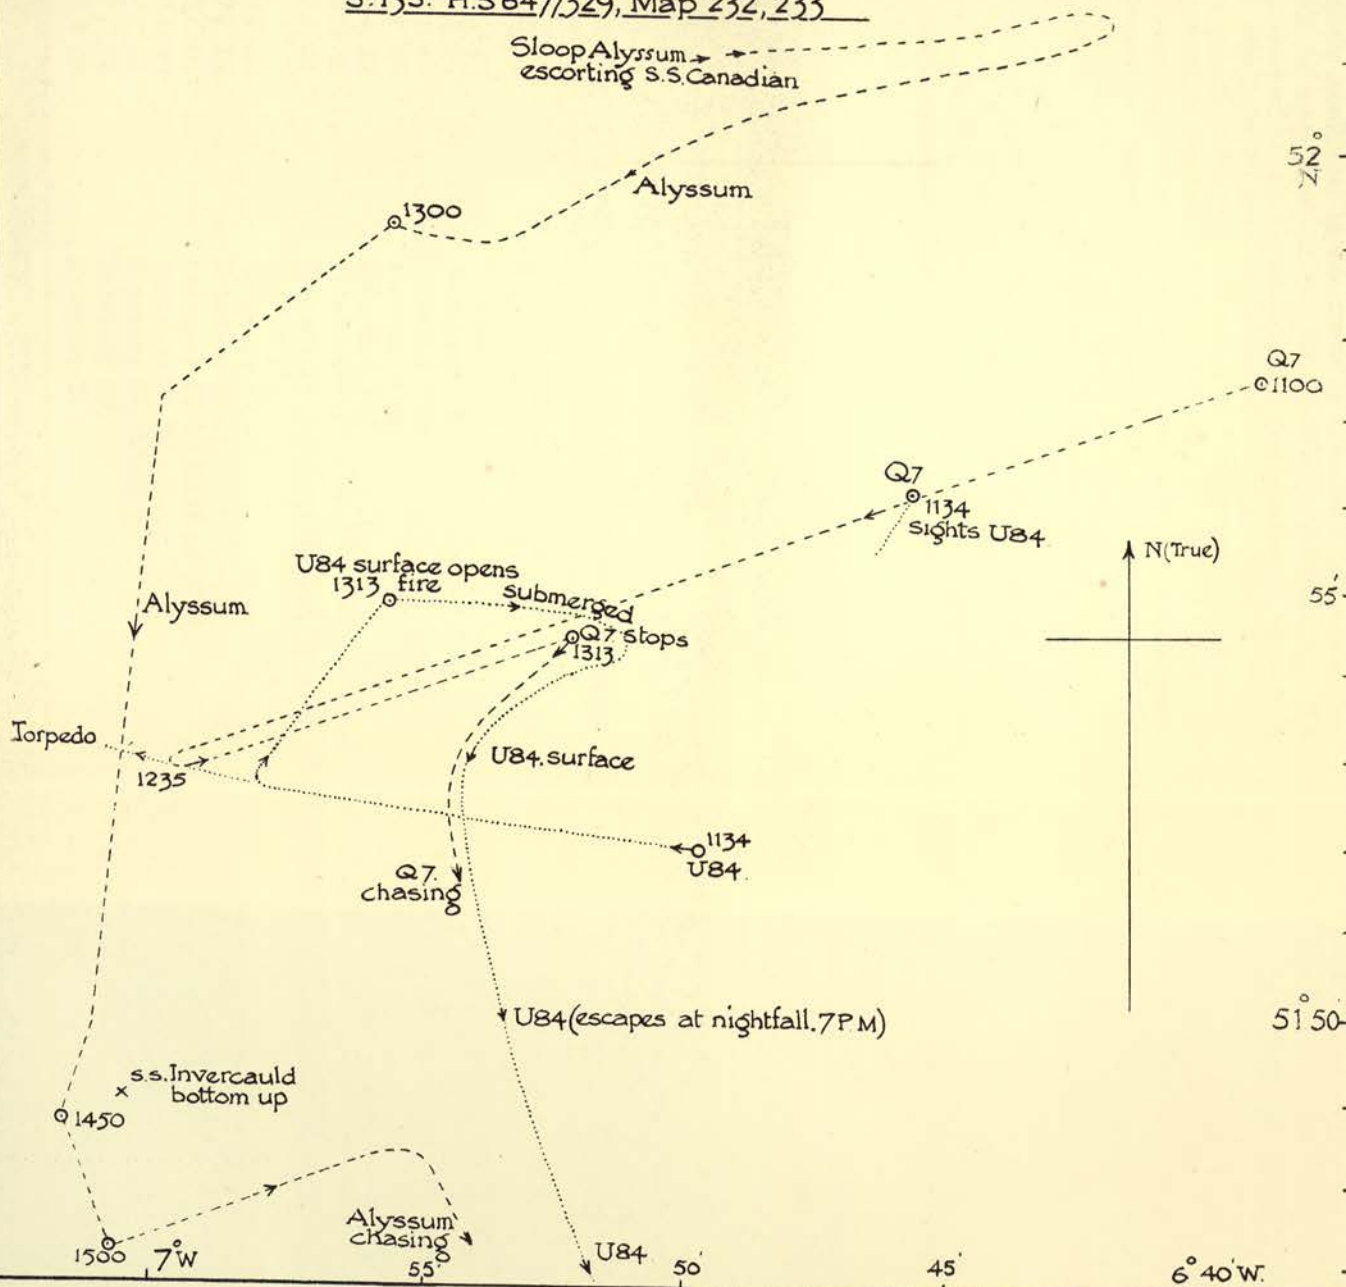 S.13S. H.S 84//329, Map 232, 233
Sloop Alyssum
escorting S.S. Canadian
52°
N
Alyssum
1300
Q7
1100
Q7
1134
Sights U84
N (True)
U84 surface opens
1313 fire
submerged
55'
Alyssum
Q7 stops
1313
Torpedo
1235
U84. surface
1134
U84
Q7.
chasing
U84 (escapes at nightfall. 7 P.M)
51° 50
s.s. Invercauld
bottom up
1450
Alyssum
chasing
1500
7° W
55'
U84
50'
45'
6° 40' W.